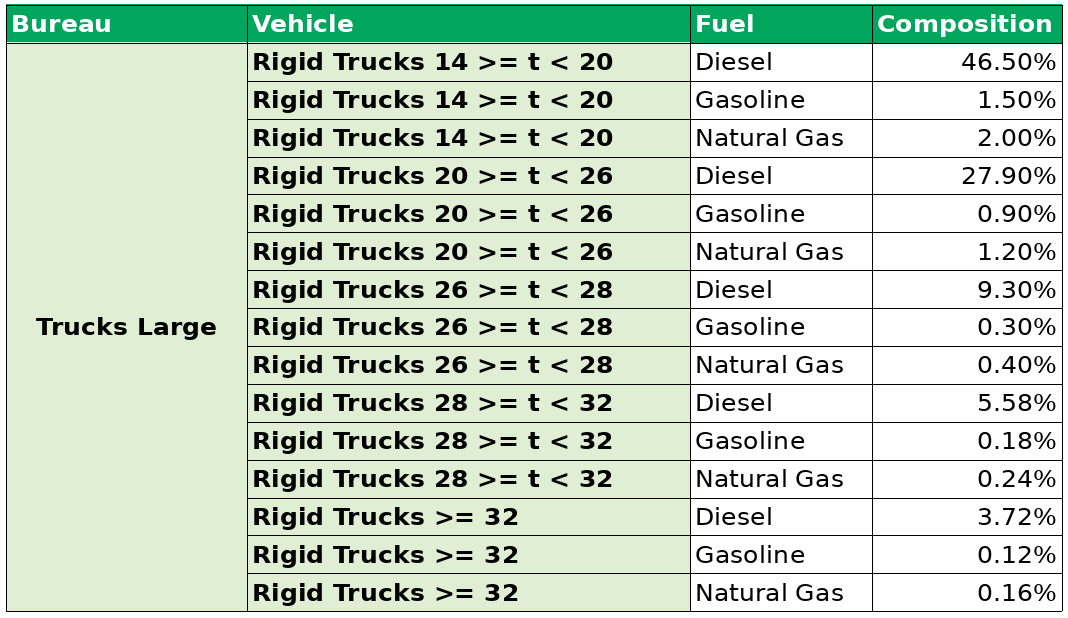 Bureau Vehicle Fuel Composition
Rigid Trucks 14 >= t < 20 Diesel 46.50%
Rigid Trucks 14 >= t < 20 Gasoline 1.50%
Rigid Trucks 14 >= t < 20 Natural Gas 2.00%
Rigid Trucks 20 >= t < 26 Diesel 27.90%
Rigid Trucks 20 >= t < 26 Gasoline 0.90%
Rigid Trucks 20 >= t < 26 Natural Gas 1.20%
Rigid Trucks 26 >= t < 28 Diesel 9.30%
Trucks Large Rigid Trucks 26 >= t < 28 Gasoline 0.30%
Rigid Trucks 26 >= t < 28 Natural Gas 0.40%
Rigid Trucks 28 >= t < 32 Diesel 5.58%
Rigid Trucks 28 >= t < 32 Gasoline 0.18%
Rigid Trucks 28 >= t < 32 Natural Gas 0.24%
Rigid Trucks >= 32 Diesel 3.72%
Rigid Trucks >= 32 Gasoline 0.12%
Rigid Trucks >= 32 Natural Gas 0.16%